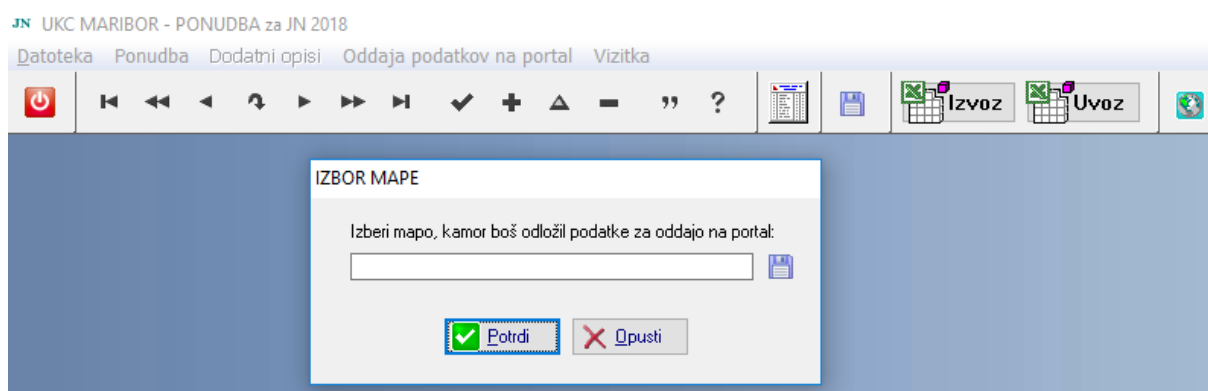 JN UKC MARIBOR - PONUDBA za JN 2018
Datoteka Ponudba Dodatni opisi Oddaja podatkov na portal Vizitka
” ? Izvoz Uvoz
IZBOR MAPE
Izberi mapo, kamor boš odložil podatke za oddajo na portal:
Potrdi Opusti